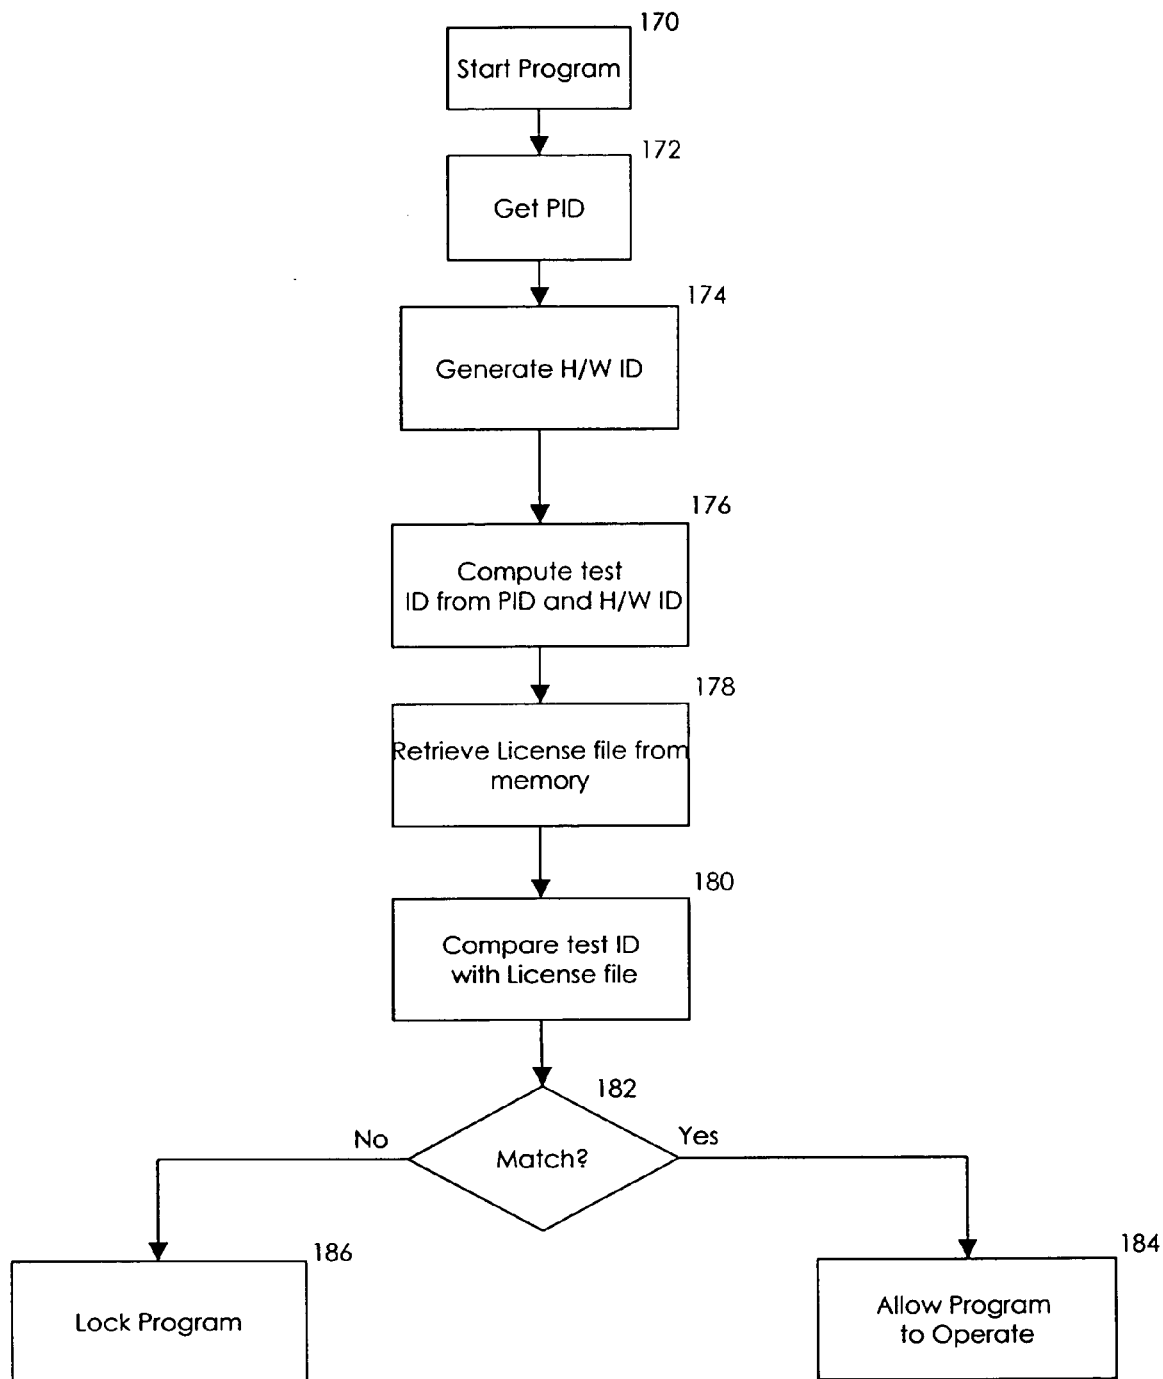 170
Start Program
172
Get PID
174
Generate H/W ID
176
Compute test
ID from PID and H/W ID
178
Retrieve License file from
memory
180
Compare test ID
with License file
182
No
Yes
Match?
186
184
Lock Program
Allow Program
to Operate